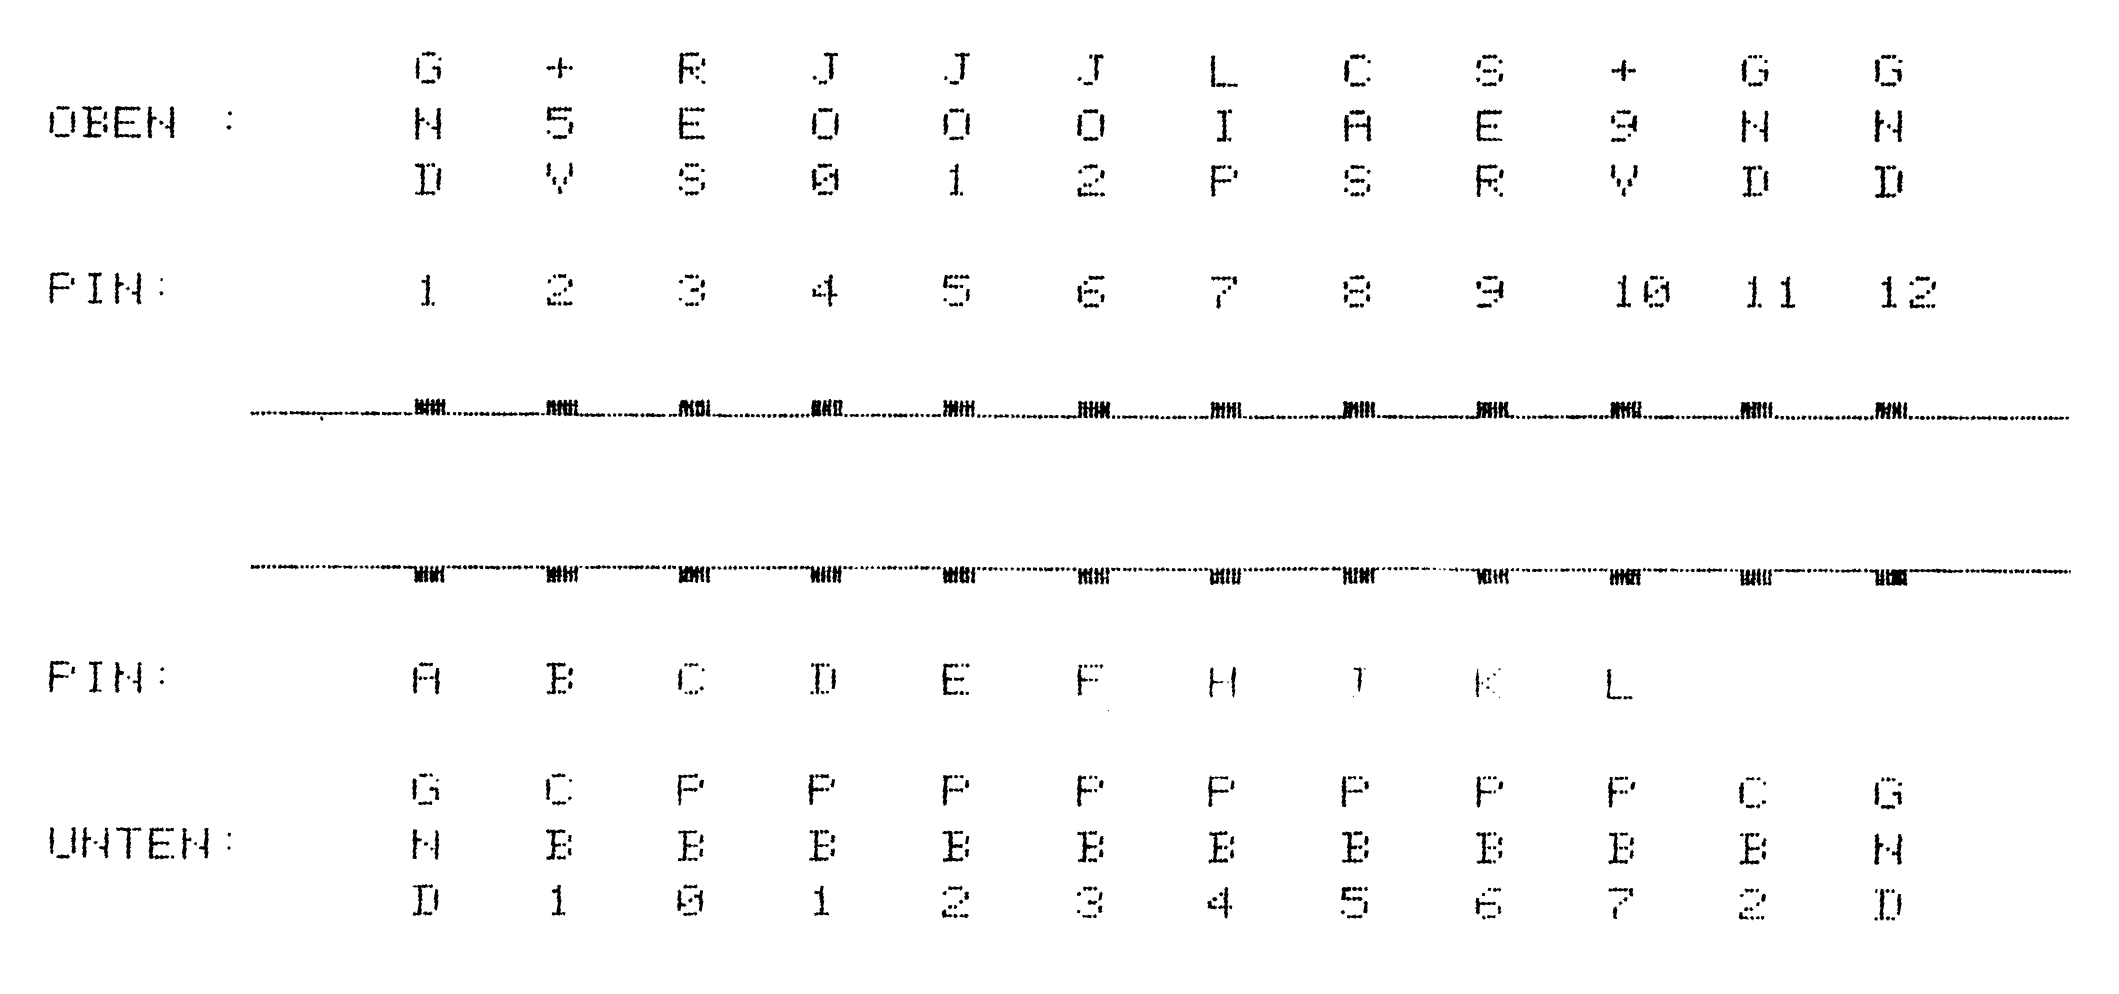 G + R J J J L C S + G G
OBEN : N 5 E O O O I A E 9 N N
D V S 0 1 2 P S R V D D
PIN: 1 2 3 4 5 6 7 8 9 10 11 12
PIN: A B C D E F H J K L
G C P P P P P P P P C G
UNTEN: N B B B B B B B B B B N
D 1 0 1 2 3 4 5 6 7 2 D